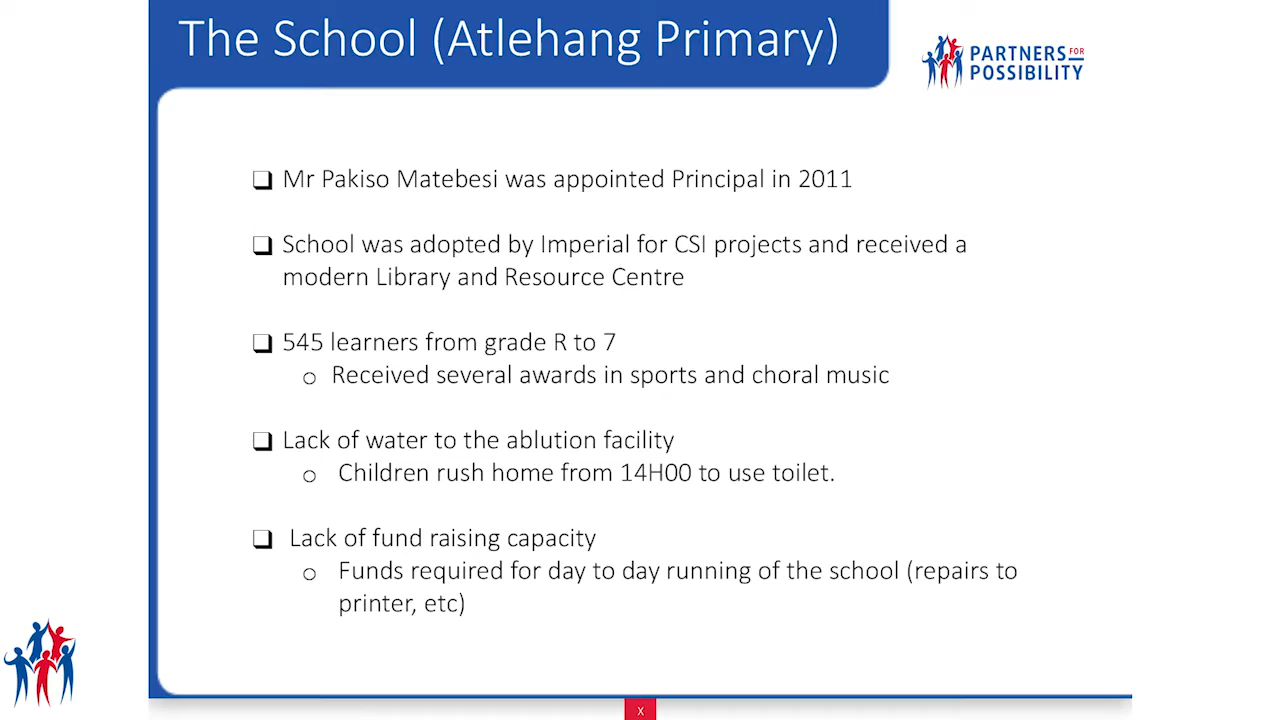 The School (Atlehang Primary)
PARTNERS FOR
POSSIBILITY
Mr Pakiso Matebesi was appointed Principal in 2011
School was adopted by Imperial for CSI projects and received a
modern Library and Resource Centre
545 learners from grade R to 7
Received several awards in sports and choral music
Lack of water to the ablution facility
Children rush home from 14H00 to use toilet.
Lack of fund raising capacity
Funds required for day to day running of the school (repairs to
printer, etc)
X